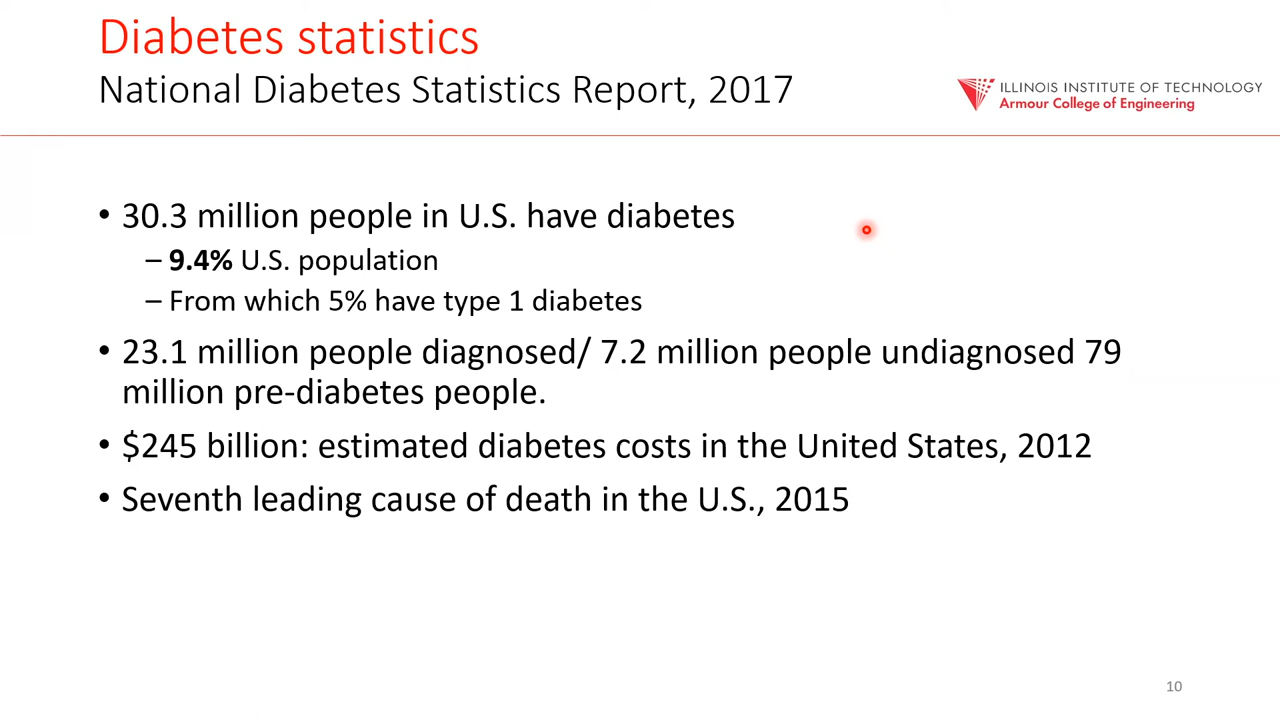 Diabetes statistics
National Diabetes Statistics Report, 2017
ILLINOIS INSTITUTE OF TECHNOLOGY
Armour College of Engineering
• 30.3 million people in U.S. have diabetes
– 9.4% U.S. population
– From which 5% have type 1 diabetes
• 23.1 million people diagnosed/ 7.2 million people undiagnosed 79
million pre-diabetes people.
• $245 billion: estimated diabetes costs in the United States, 2012
• Seventh leading cause of death in the U.S., 2015
10